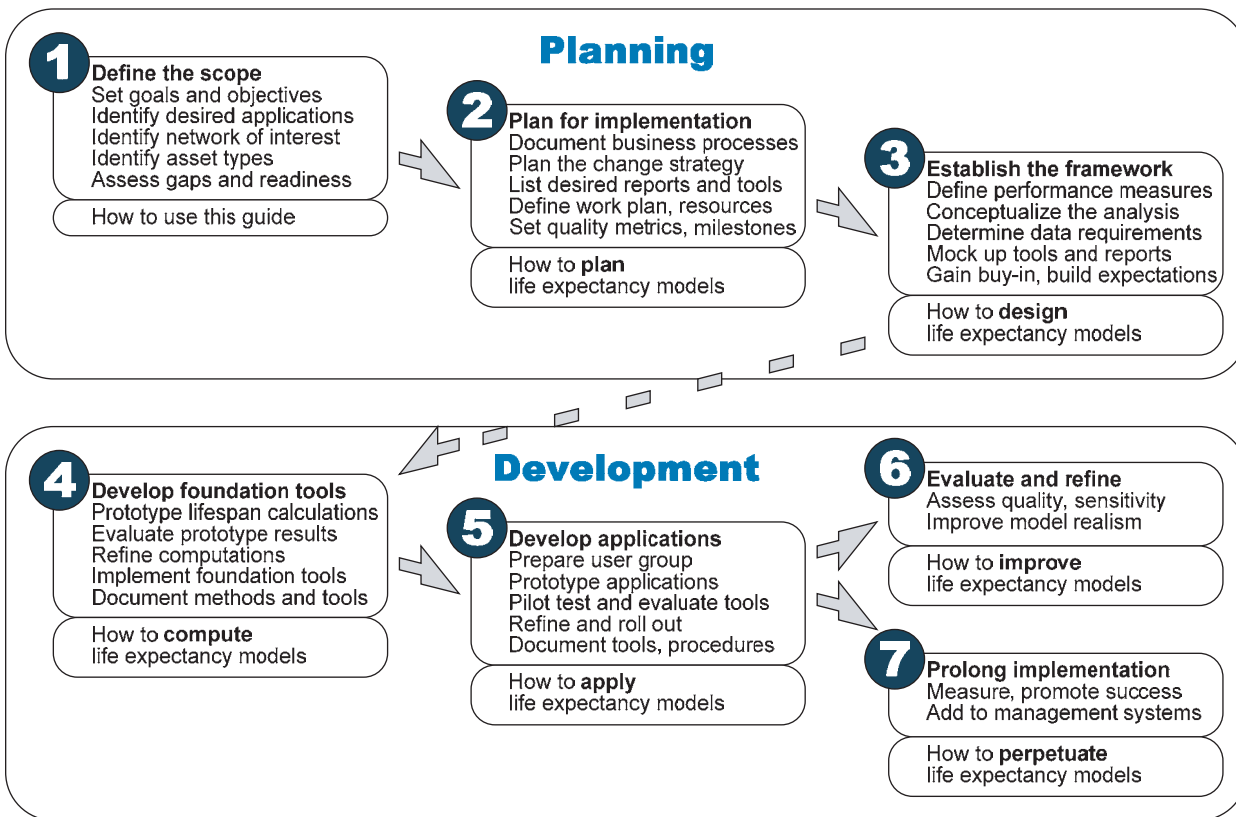 Planning
1
Define the scope
Set goals and objectives
Identify desired applications
Identify network of interest
Identify asset types
Assess gaps and readiness
How to use this guide
2
Plan for implementation
Document business processes
Plan the change strategy
List desired reports and tools
Define work plan, resources
Set quality metrics, milestones
How to plan
life expectancy models
3
Establish the framework
Define performance measures
Conceptualize the analysis
Determine data requirements
Mock up tools and reports
Gain buy-in, build expectations
How to design
life expectancy models
Development
4
Develop foundation tools
Prototype lifespan calculations
Evaluate prototype results
Refine computations
Implement foundation tools
Document methods and tools
How to compute
life expectancy models
5
Develop applications
Prepare user group
Prototype applications
Pilot test and evaluate tools
Refine and roll out
Document tools, procedures
How to apply
life expectancy models
6
Evaluate and refine
Assess quality, sensitivity
Improve model realism
How to improve
life expectancy models
7
Prolong implementation
Measure, promote success
Add to management systems
How to perpetuate
life expectancy models